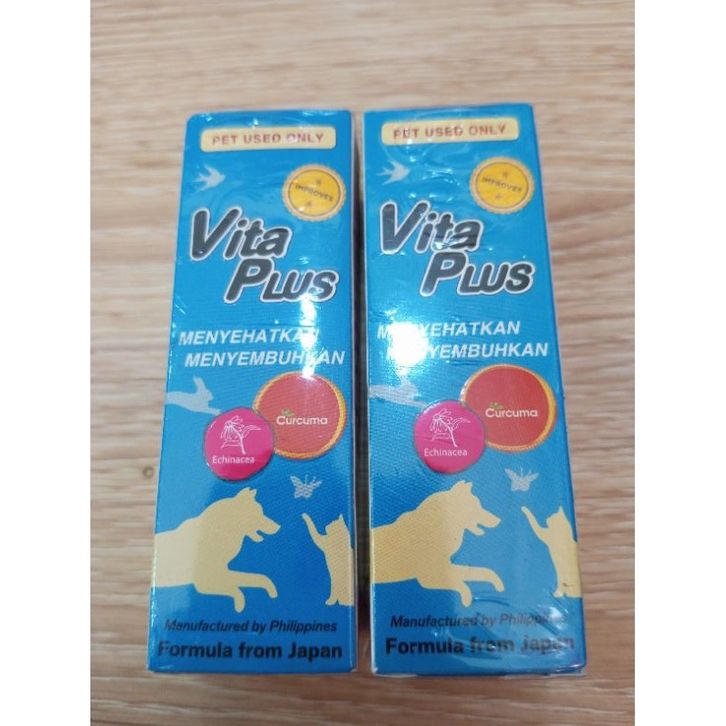 PET USED ONLY
IMPROVES
Vita
PLUS
MENYEHATKAN
MENYEMBUHKAN
Curcuma
Echinacea
Manufactured by Philippines
Formula from Japan
PET USED ONLY
IMPROVES
Vita
PLUS
MENYEHATKAN
MENYEMBUHKAN
Curcuma
Echinacea
Manufactured by Philippines
Formula from Japan